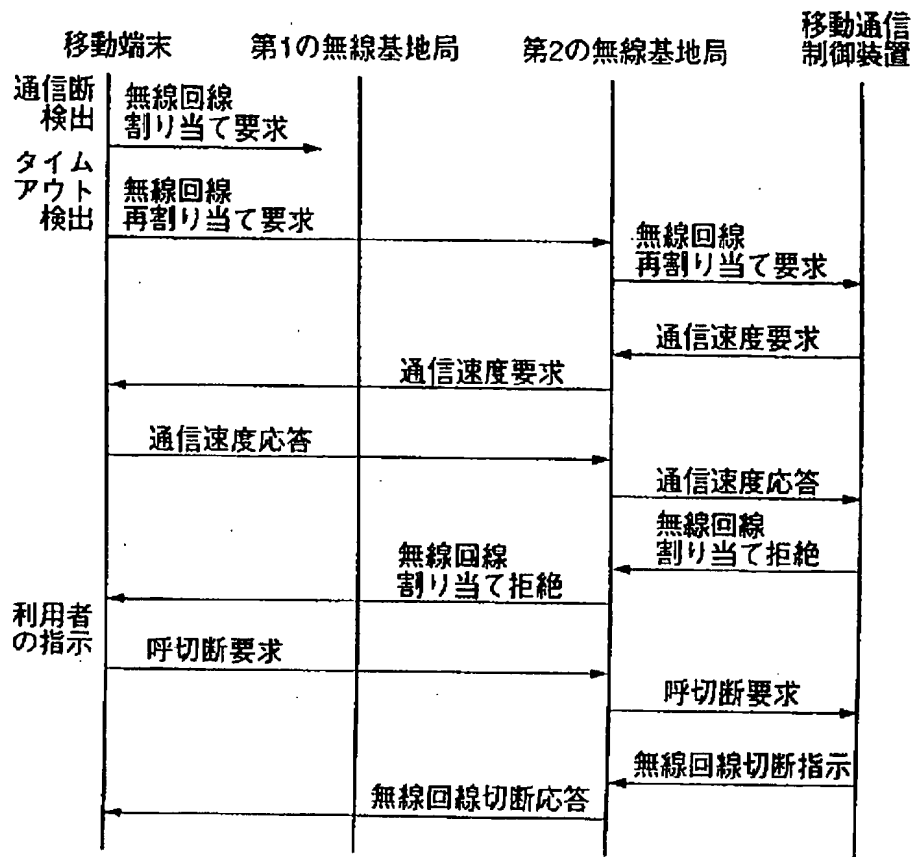 移動端末
第1の無線基地局
第2の無線基地局
移動通信
制御装置
通信断
検出
無線回線
割り当て要求
タイム
アウト
検出
無線回線
再割り当て要求
無線回線
再割り当て要求
通信速度要求
通信速度要求
通信速度応答
通信速度応答
無線回線
割り当て拒絶
無線回線
割り当て拒絶
利用者
の指示
呼切断要求
呼切断要求
無線回線切断指示
無線回線切断応答